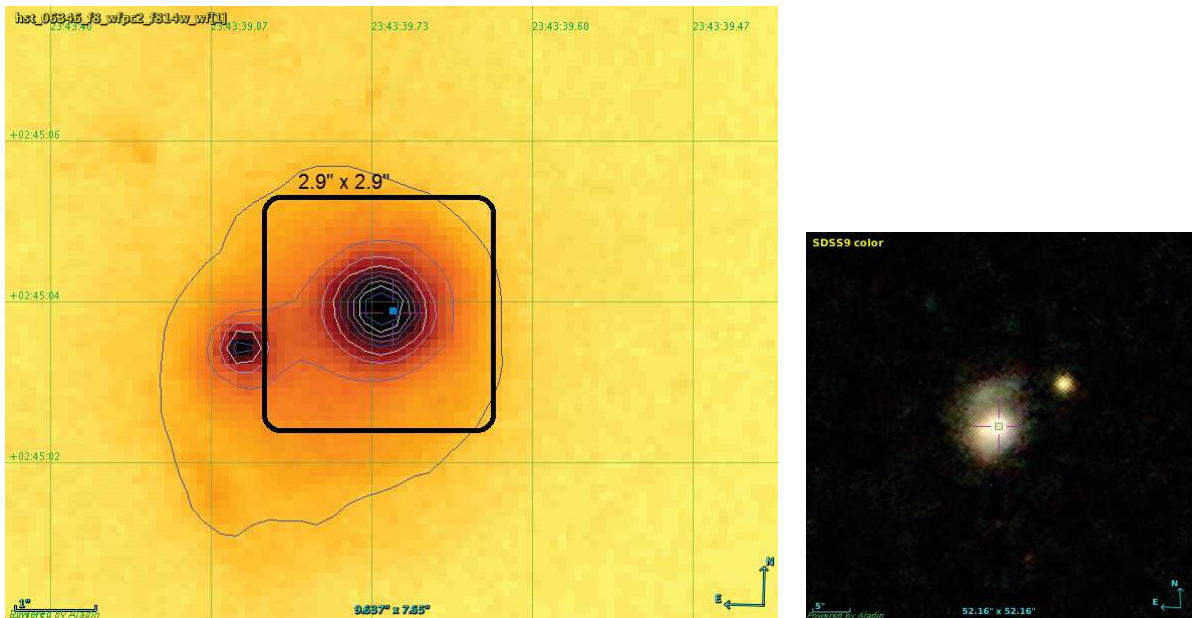 hst_06346_f8_wfpc2_f814w_wf[1]
23:43:40
23:43:39.87
23:43:39.73
23:43:39.60
23:43:39.47
+02:45:06
2.9" x 2.9"
+02:45:04
+02:45:02
1"
Powered by Aladin
9.687" x 7.65"
N
E
SDSS9 color
5"
Powered by Aladin
52.16" x 52.16"
N
E